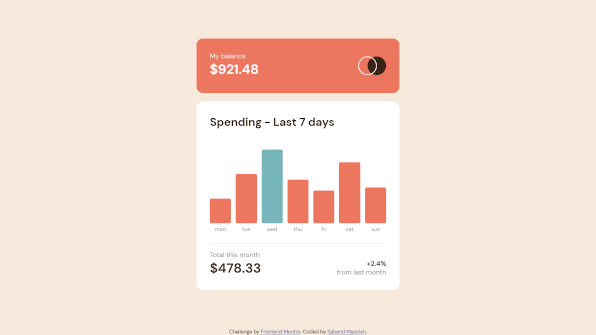 My balance
$921.48
Spending - Last 7 days
mon tue wed thu fri sat sun
Total this month
$478.33
+2.4%
from last month
Challenge by Frontend Mentor. Coded by Sahand Masoleh.